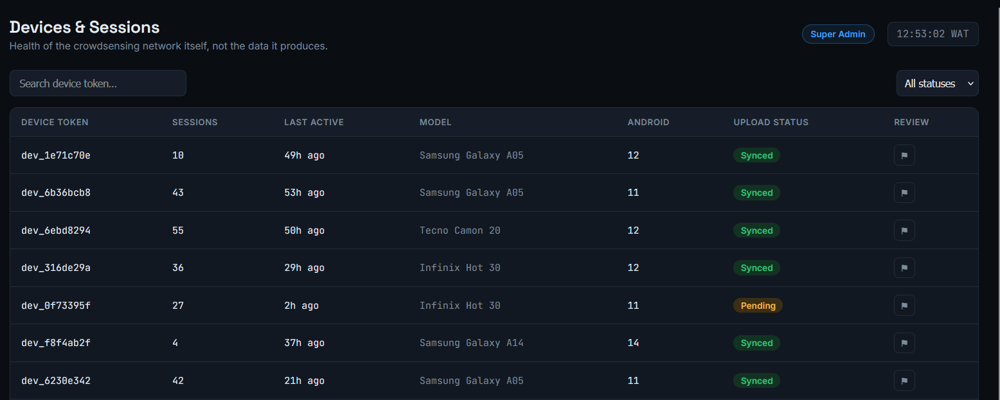 Devices & Sessions
Health of the crowdsensing network itself, not the data it produces.
Super Admin
12:53:02 WAT
Search device token...
All statuses
DEVICE TOKEN SESSIONS LAST ACTIVE MODEL ANDROID UPLOAD STATUS REVIEW
dev_1e71c70e 10 49h ago Samsung Galaxy A05 12 Synced
dev_6b36bcb8 43 53h ago Samsung Galaxy A05 11 Synced
dev_6ebd8294 55 50h ago Tecno Camon 20 12 Synced
dev_316de29a 36 29h ago Infinix Hot 30 12 Synced
dev_0f73395f 27 2h ago Infinix Hot 30 11 Pending
dev_f8f4ab2f 4 37h ago Samsung Galaxy A14 14 Synced
dev_6230e342 42 21h ago Samsung Galaxy A05 11 Synced